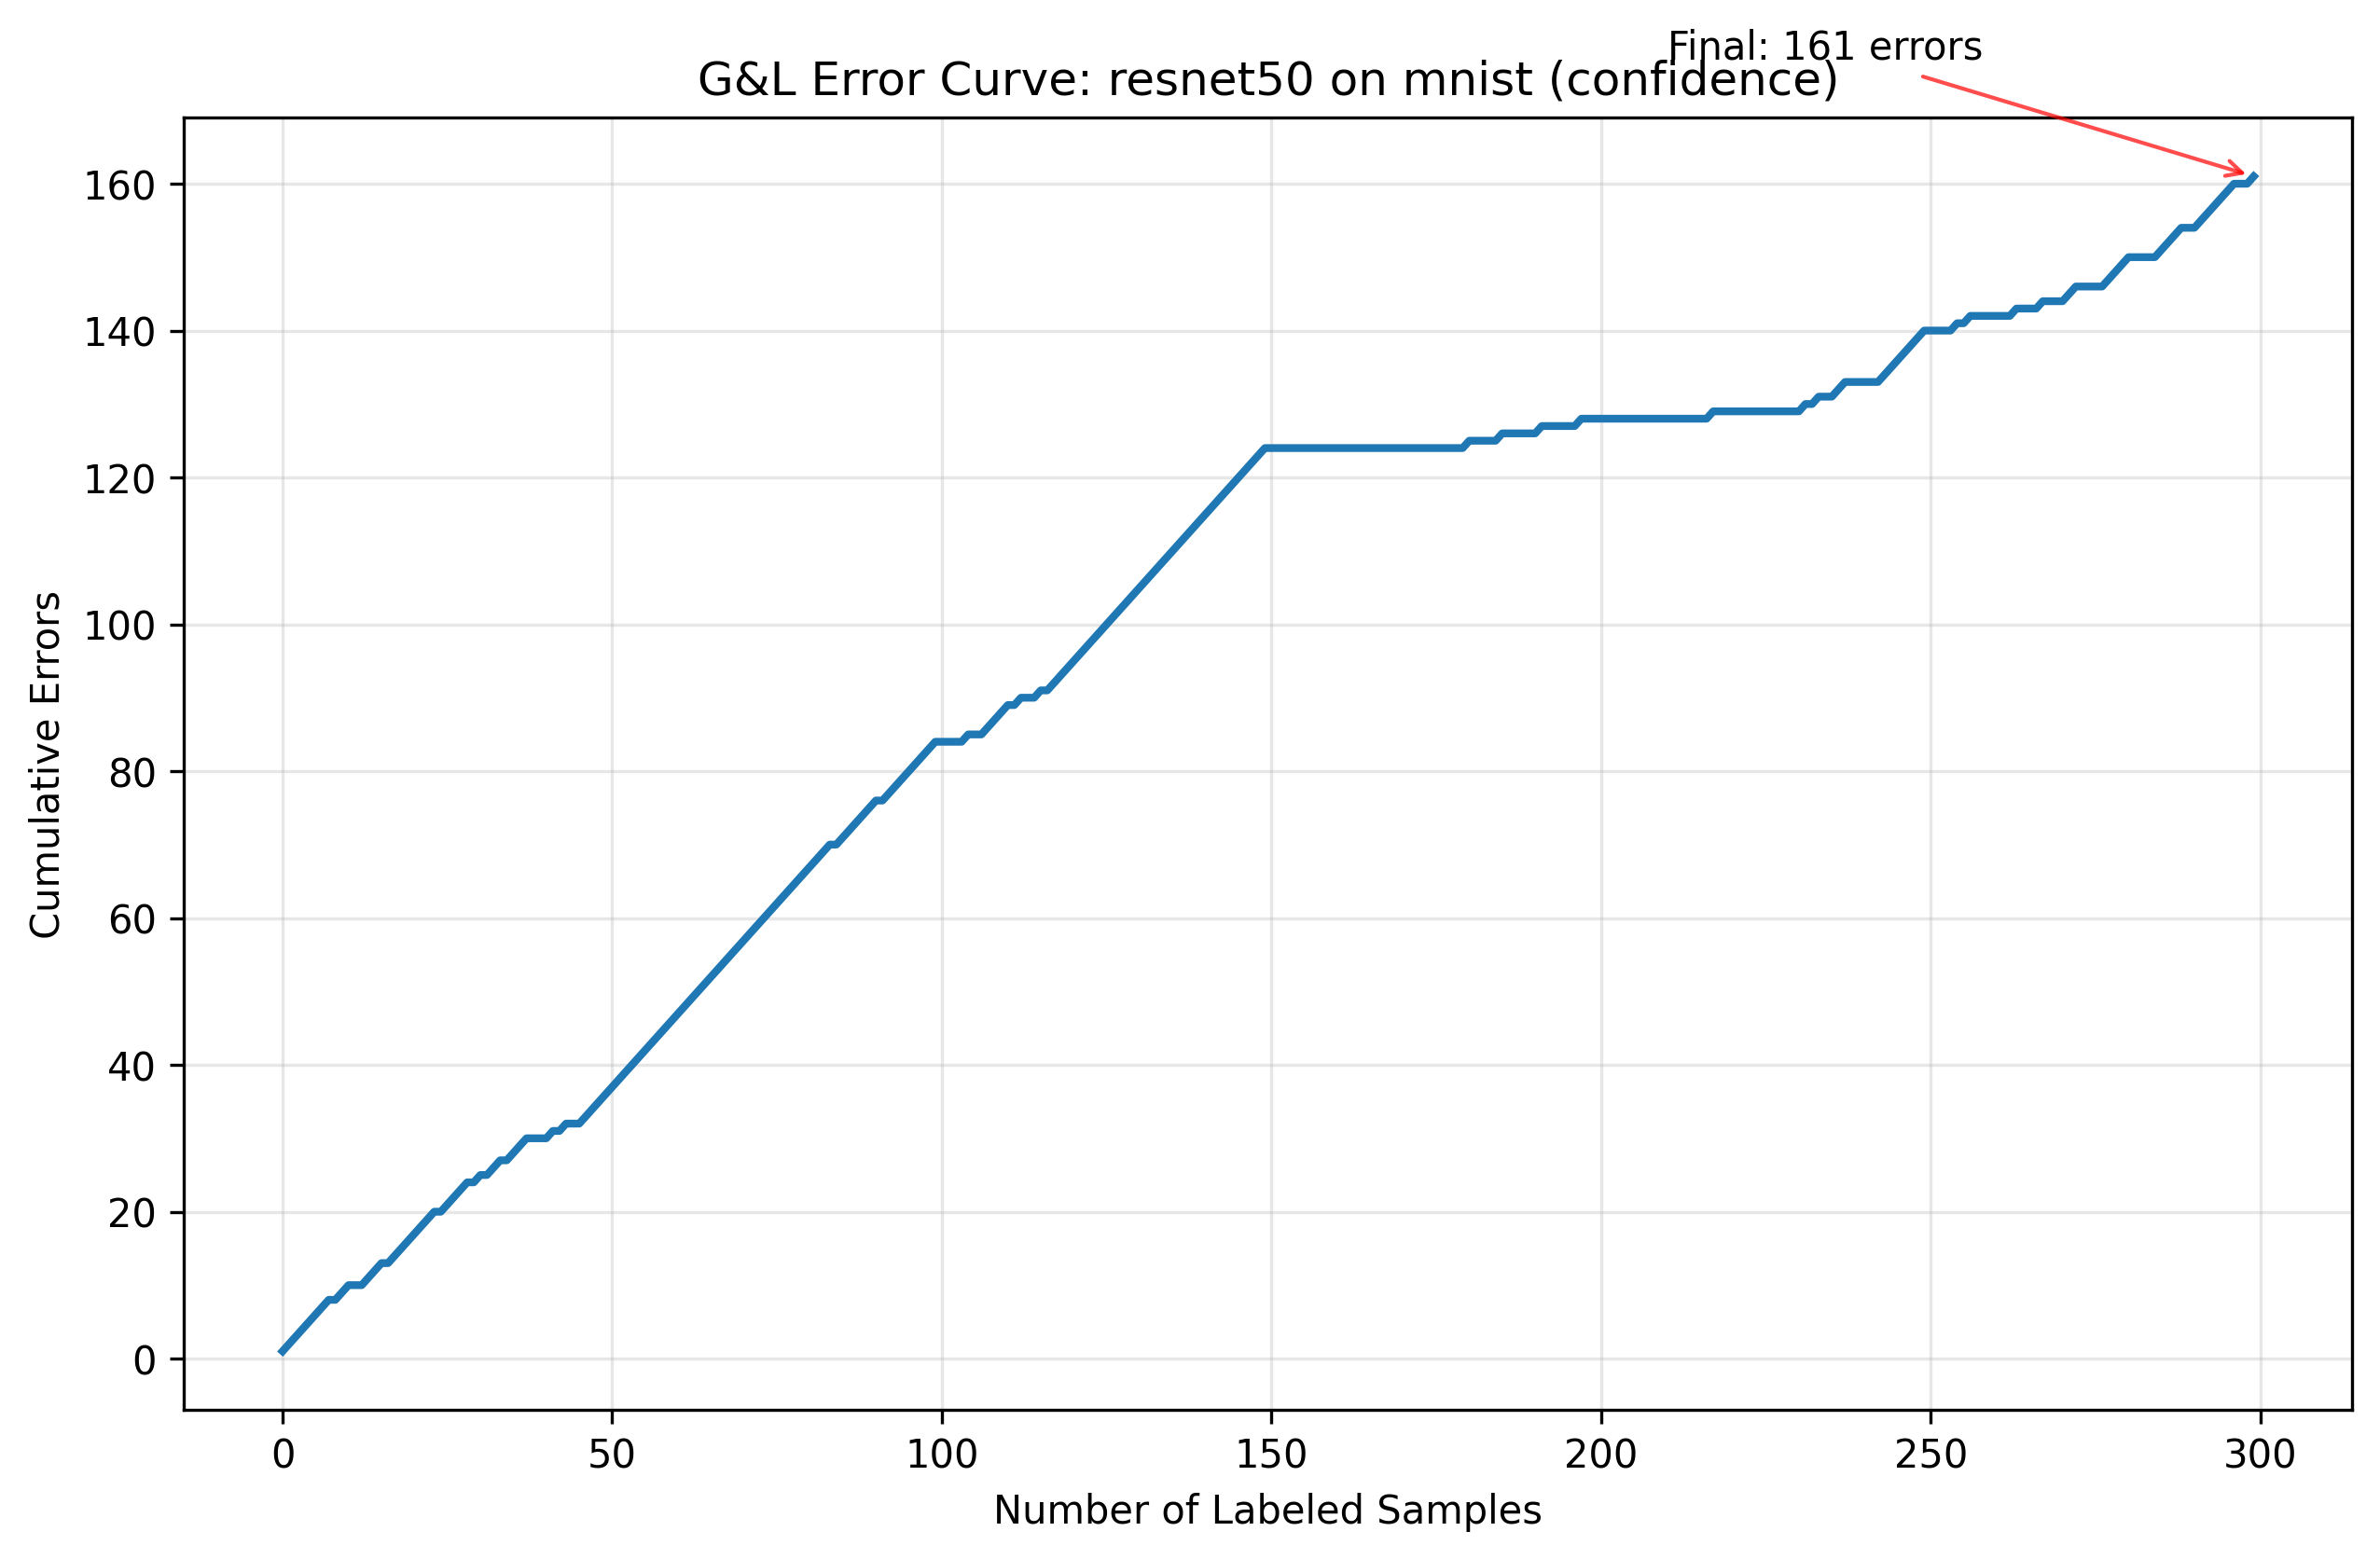 Final: 161 errors
G&L Error Curve: resnet50 on mnist (confidence)
160
140
120
100
80
60
40
20
0
Cumulative Errors
0 50 100 150 200 250 300
Number of Labeled Samples